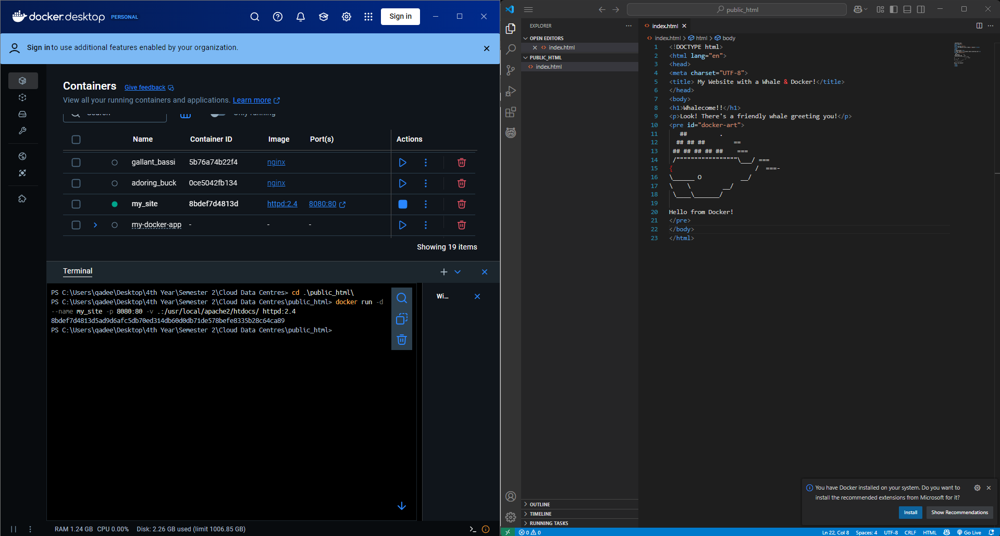 docker.desktop PERSONAL
Sign in
Sign in to use additional features enabled by your organization.
Containers
Give feedback
View all your running containers and applications. Learn more
Search
Only running
Name Container ID Image Port(s) Actions
gallant_bassi 5b76a74b22f4 nginx
adoring_buck 0ce5042fb134 nginx
my_site 8bdef7d4813d httpd:2.4 8080:80
my-docker-app - - -
Showing 19 items
Terminal
PS C:\Users\qadee\Desktop\4th Year\Semester 2\Cloud Data Centres> cd .\public_html\
PS C:\Users\qadee\Desktop\4th Year\Semester 2\Cloud Data Centres\public_html> docker run -d
--name my_site -p 8080:80 -v .:/usr/local/apache2/htdocs/ httpd:2.4
8bdef7d4813d5ad9d6afc5db70ed314db60d0db71de578befe8335b28c64ca89
PS C:\Users\qadee\Desktop\4th Year\Semester 2\Cloud Data Centres\public_html>
Wi...
RAM 1.24 GB CPU 0.00% Disk: 2.26 GB used (limit 1006.85 GB)
public_html
EXPLORER
OPEN EDITORS
index.html
PUBLIC_HTML
index.html
OUTLINE
TIMELINE
RUNNING TASKS
index.html
index.html > html > body
1 <!DOCTYPE html>
2 <html lang="en">
3 <head>
4 <meta charset="UTF-8">
5 <title> My Website with a Whale & Docker!</title>
6 </head>
7 <body>
8 <h1>Whalecome!!</h1>
9 <p>Look! There's a friendly whale greeting you!</p>
10 <pre id="docker-art">
11    ##         .
12   ## ## ##        ==
13  ## ## ## ## ##    ===
14  /"""""""""""""""""\___/ ===
15 {                       /  ===-
16 \______ O           __/
17 \    \         __/
18  \____\_______/
19
20 Hello from Docker!
21 </pre>
22 </body>
23 </html>
You have Docker installed on your system. Do you want to
install the recommended extensions from Microsoft for it?
Install Show Recommendations
0 0 Ln 22, Col 8 Spaces: 4 UTF-8 CRLF HTML Go Live